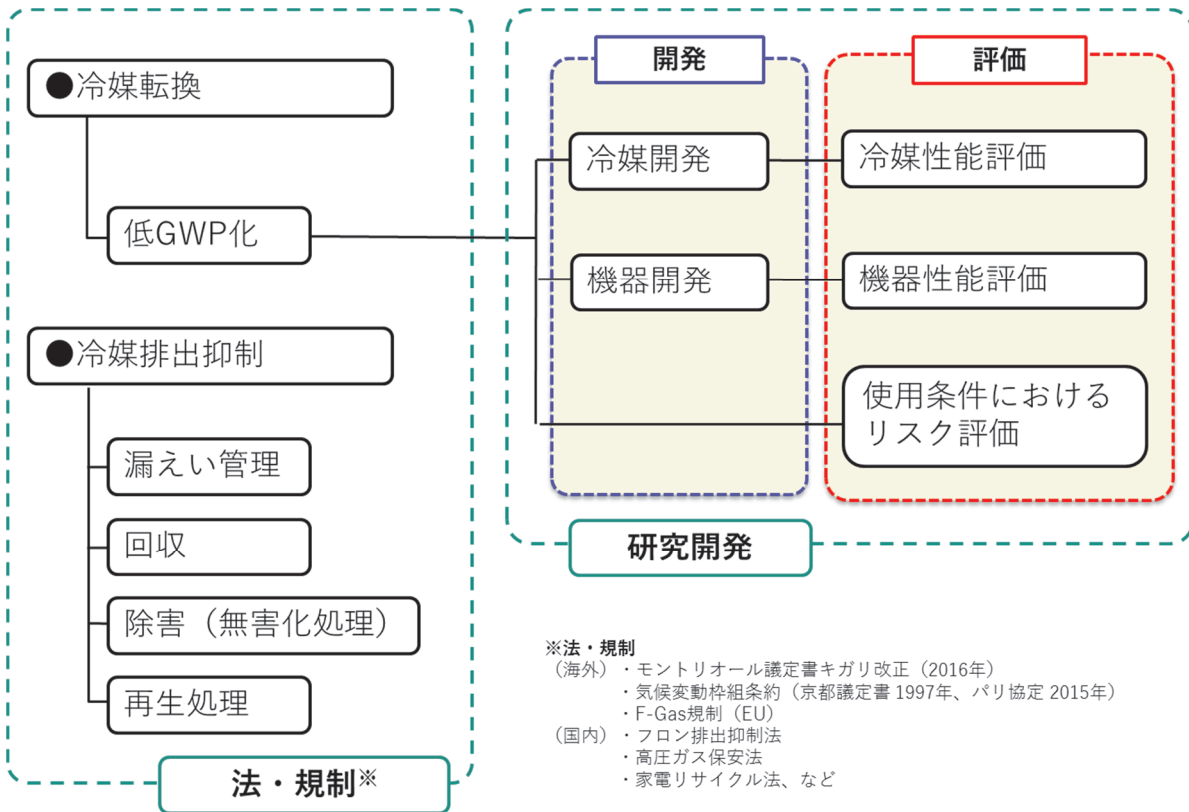 ●冷媒転換
低GWP化
●冷媒排出抑制
漏えい管理
回収
除害（無害化処理）
再生処理
法・規制※
開発
評価
冷媒開発
冷媒性能評価
機器開発
機器性能評価
使用条件における
リスク評価
研究開発
※法・規制
（海外）・モントリオール議定書キガリ改正（2016年）
・気候変動枠組条約（京都議定書 1997年、パリ協定 2015年）
・F-Gas規制（EU）
（国内）・フロン排出抑制法
・高圧ガス保安法
・家電リサイクル法、など